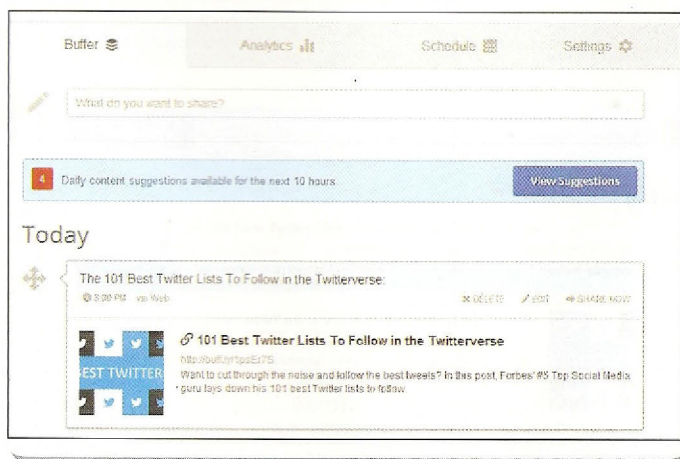 Buffer Analytics Schedule Settings
What do you want to share?
4 Daily content suggestions available for the next 10 hours. View Suggestions
Today
The 101 Best Twitter Lists To Follow in the Twitterverse:
via Web DELETE EDIT SHARE NOW
EST TWITTER
101 Best Twitter Lists To Follow in the Twitterverse
Want to cut through the noise and follow the best tweets? In this post, Forbes' #5 Top Social Media
guru lays down his 101 best Twitter lists to follow.